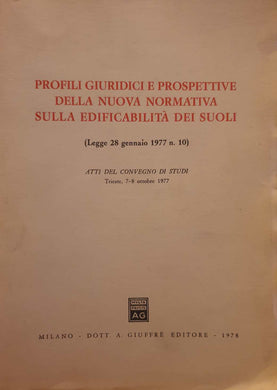 PROFILI GIURIDICI E PROSPETTIVE
DELLA NUOVA NORMATIVA
SULLA EDIFICABILITÀ DEI SUOLI
(Legge 28 gennaio 1977 n. 10)
ATTI DEL CONVEGNO DI STUDI
Trieste, 7-8 ottobre 1977
AG
MILANO - DOTT. A. GIUFFRÈ EDITORE - 1978